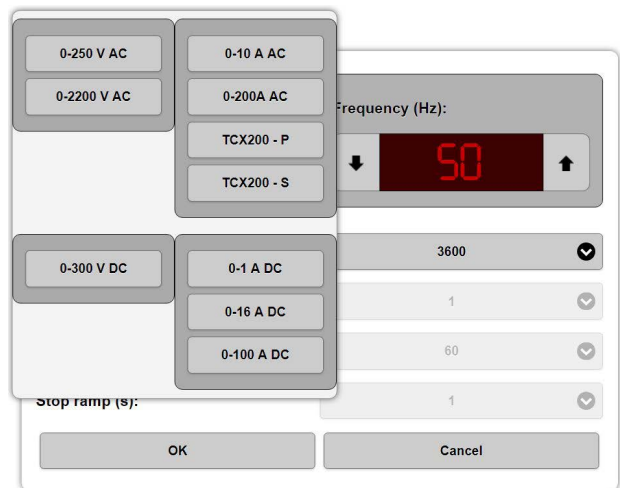 0-250 V AC
0-2200 V AC
0-10 A AC
0-200A AC
TCX200 - P
TCX200 - S
0-300 V DC
0-1 A DC
0-16 A DC
0-100 A DC
Frequency (Hz):
50
3600
1
60
Stop ramp (s):
1
OK
Cancel